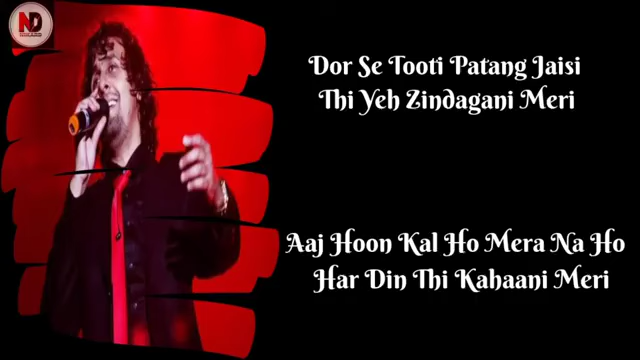 ND
Dor Se Tooti Patang Jaisi
Thi Yeh Zindagani Meri
Aaj Hoon Kal Ho Mera Na Ho
Har Din Thi Kahaani Meri